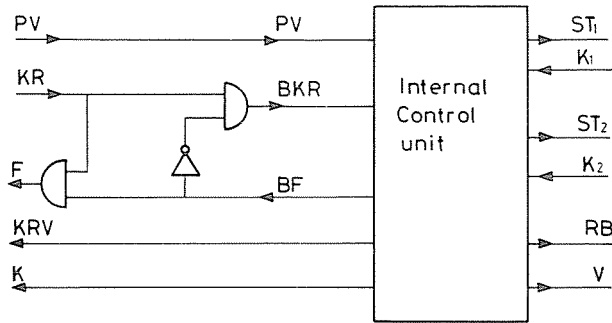 PV PV ST₁
K₁
KR BKR
Internal
Control
unit
ST₂
F BF K₂
KRV RB
K V